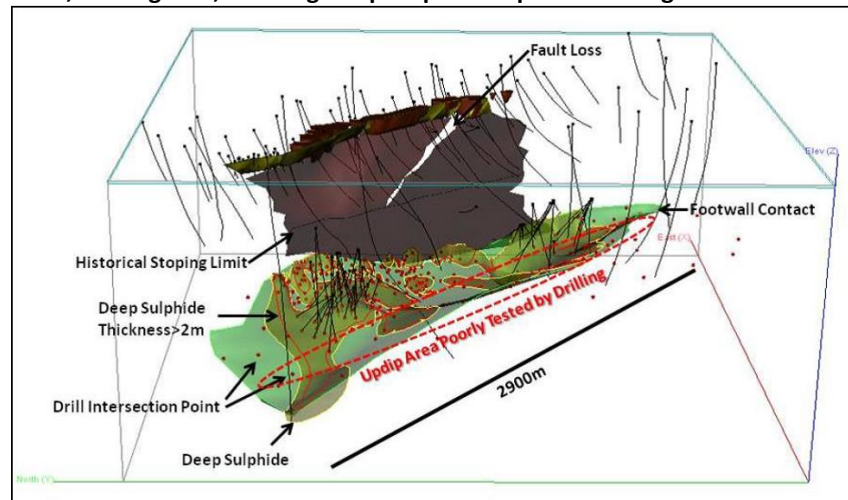 Fault Loss
Elev (Z)
Footwall Contact
East (X)
Historical Stoping Limit
Deep Sulphide
Thickness>2m
Updip Area Poorly Tested by Drilling
2900m
Drill Intersection Point
Deep Sulphide
North (Y)